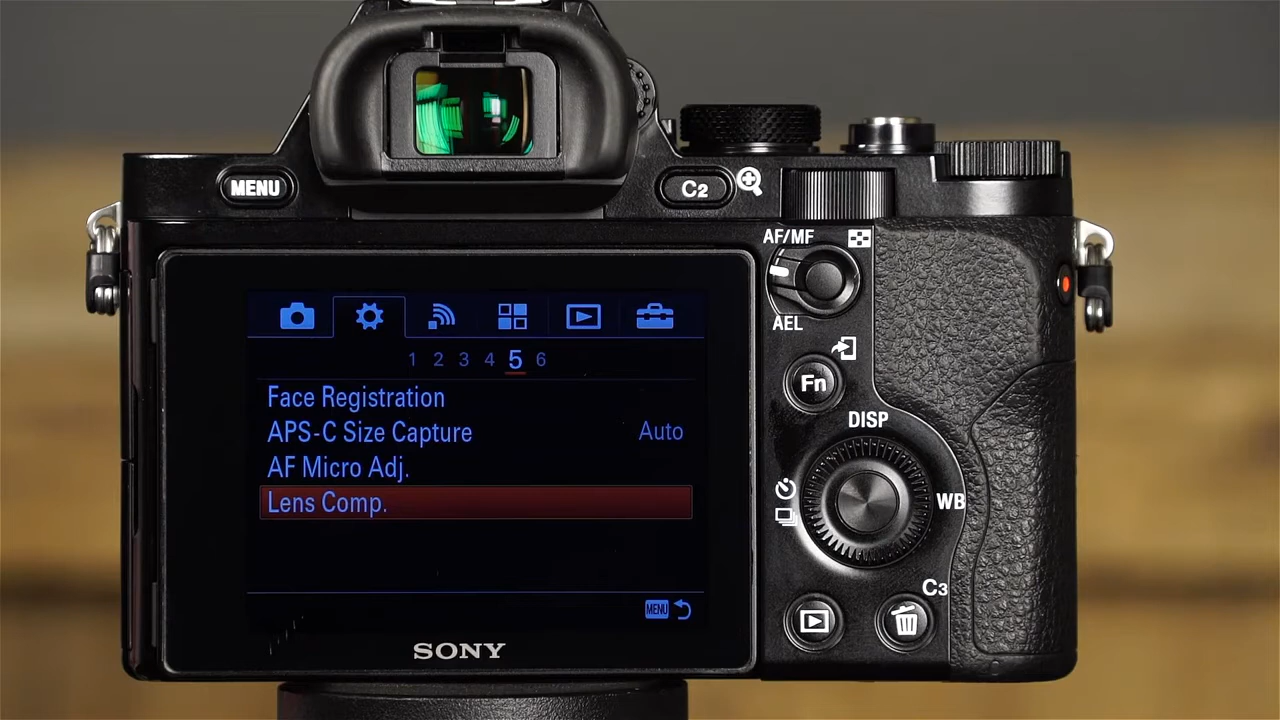 MENU
C2
AF/MF
AEL
Fn
DISP
WB
C3
1 2 3 4 5 6
Face Registration
APS-C Size Capture Auto
AF Micro Adj.
Lens Comp.
MENU
SONY